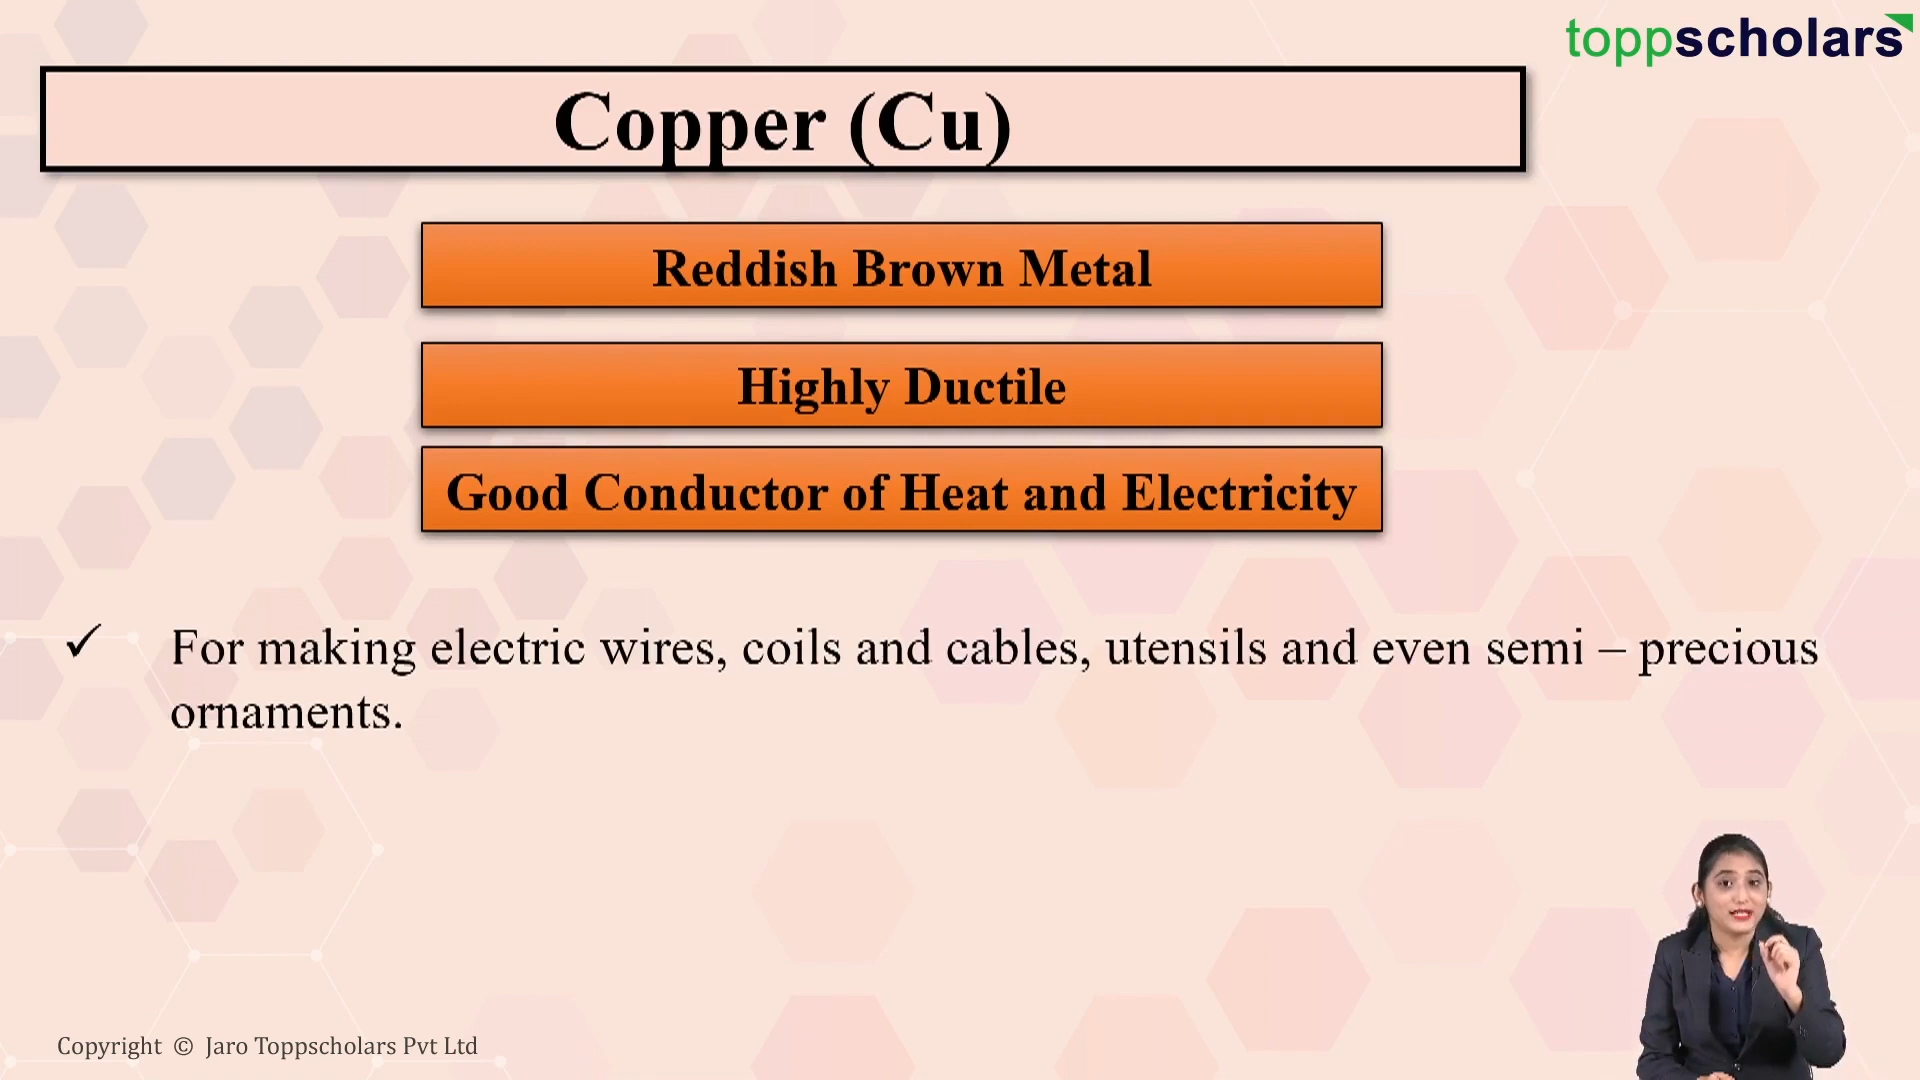 toppscholars
Copper (Cu)
Reddish Brown Metal
Highly Ductile
Good Conductor of Heat and Electricity
✓ For making electric wires, coils and cables, utensils and even semi – precious
ornaments.
Copyright © Jaro Toppscholars Pvt Ltd